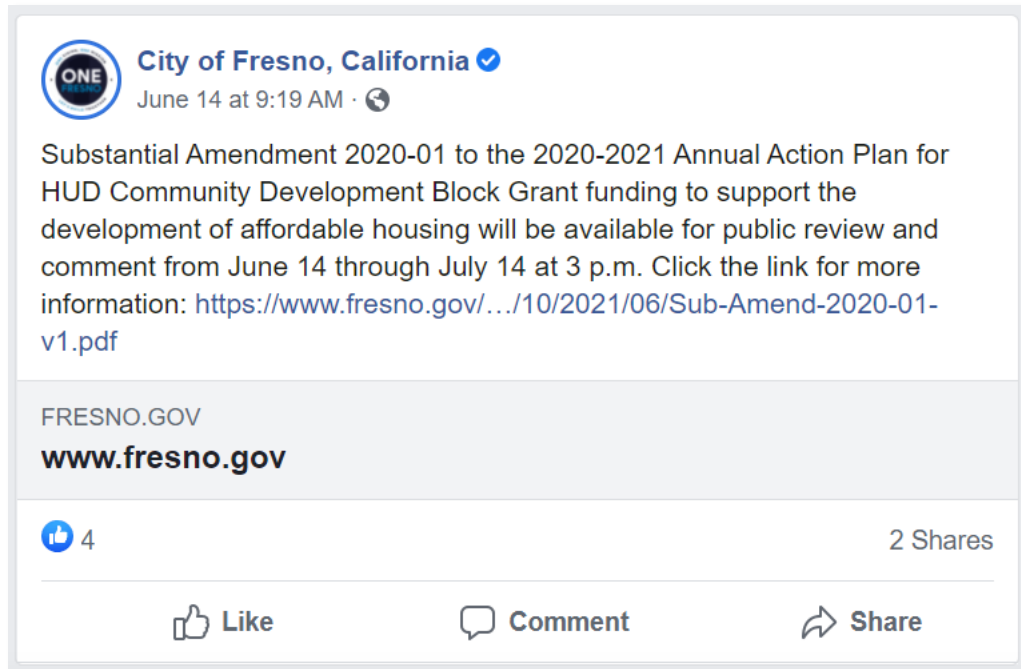 ONE
FRESNO
City of Fresno, California
June 14 at 9:19 AM ·
Substantial Amendment 2020-01 to the 2020-2021 Annual Action Plan for
HUD Community Development Block Grant funding to support the
development of affordable housing will be available for public review and
comment from June 14 through July 14 at 3 p.m. Click the link for more
information: https://www.fresno.gov/…/10/2021/06/Sub-Amend-2020-01-
v1.pdf
FRESNO.GOV
www.fresno.gov
4
2 Shares
Like
Comment
Share